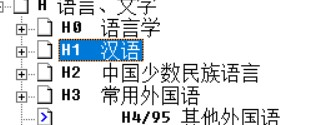 H 语言、文字
H0 语言学
H1 汉语
H2 中国少数民族语言
H3 常用外国语
H4/95 其他外国语